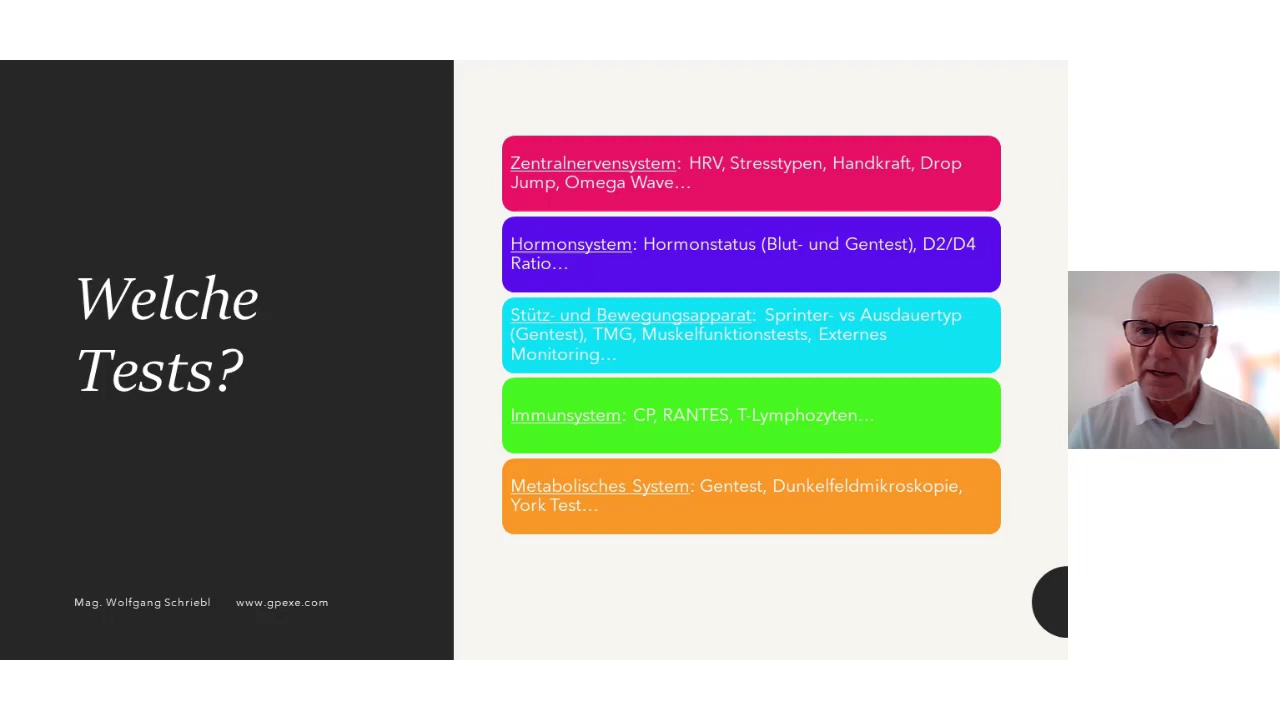 Welche
Tests?
Mag. Wolfgang Schriebl www.gpexe.com
Zentralnervensystem: HRV, Stresstypen, Handkraft, Drop
Jump, Omega Wave…
Hormonsystem: Hormonstatus (Blut- und Gentest), D2/D4
Ratio…
Stütz- und Bewegungsapparat: Sprinter- vs Ausdauertyp
(Gentest), TMG, Muskelfunktionstests, Externes
Monitoring…
Immunsystem: CP, RANTES, T-Lymphozyten…
Metabolisches System: Gentest, Dunkelfeldmikroskopie,
York Test…